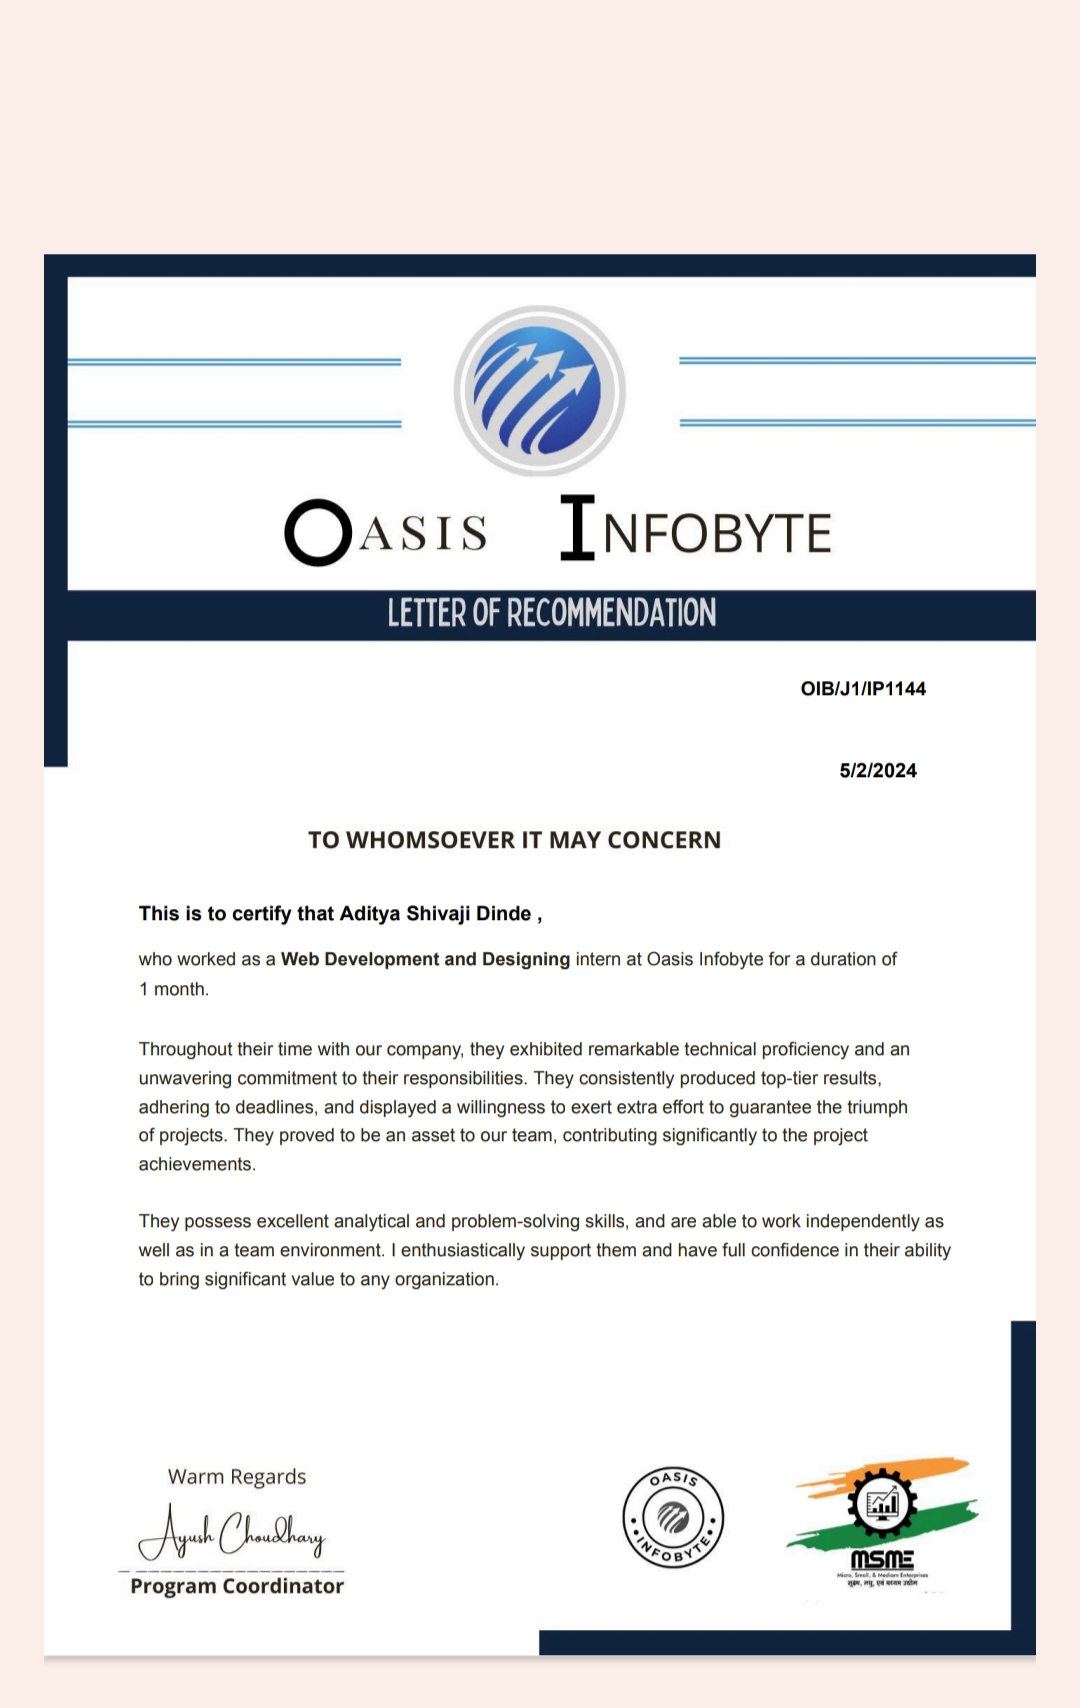 OASIS INFOBYTE
LETTER OF RECOMMENDATION
OIB/J1/IP1144
5/2/2024
TO WHOMSOEVER IT MAY CONCERN
This is to certify that Aditya Shivaji Dinde ,
who worked as a Web Development and Designing intern at Oasis Infobyte for a duration of
1 month.
Throughout their time with our company, they exhibited remarkable technical proficiency and an
unwavering commitment to their responsibilities. They consistently produced top-tier results,
adhering to deadlines, and displayed a willingness to exert extra effort to guarantee the triumph
of projects. They proved to be an asset to our team, contributing significantly to the project
achievements.
They possess excellent analytical and problem-solving skills, and are able to work independently as
well as in a team environment. I enthusiastically support them and have full confidence in their ability
to bring significant value to any organization.
Warm Regards
Ayush Choudhary
Program Coordinator
OASIS
INFOBYTE
MSME
Micro, Small, & Medium Enterprises
सूक्ष्म, लघु, एवं मध्यम उद्योग